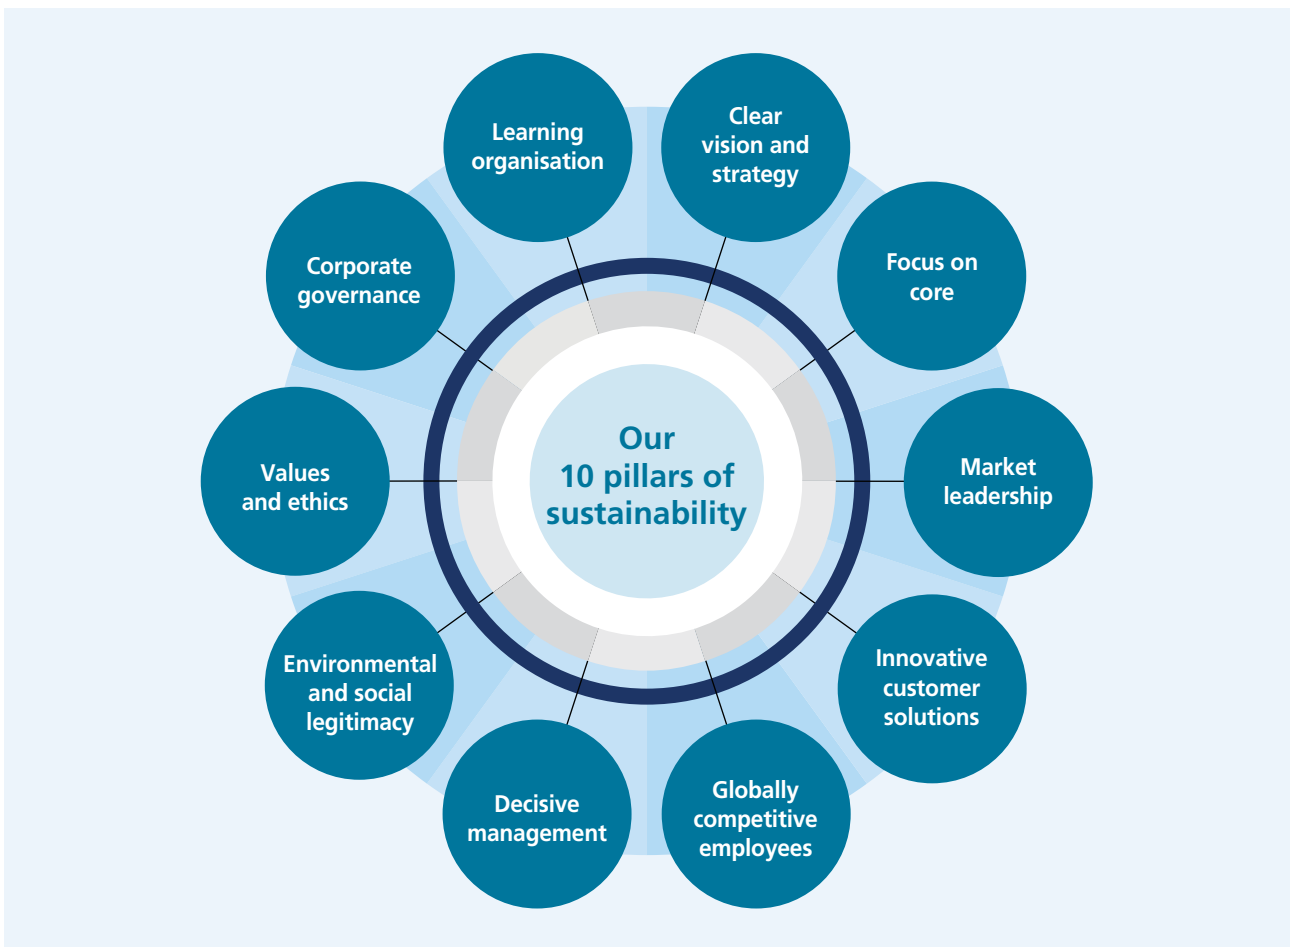 Our
10 pillars of
sustainability
Clear
vision and
strategy
Focus on
core
Market
leadership
Innovative
customer
solutions
Globally
competitive
employees
Decisive
management
Environmental
and social
legitimacy
Values
and ethics
Corporate
governance
Learning
organisation